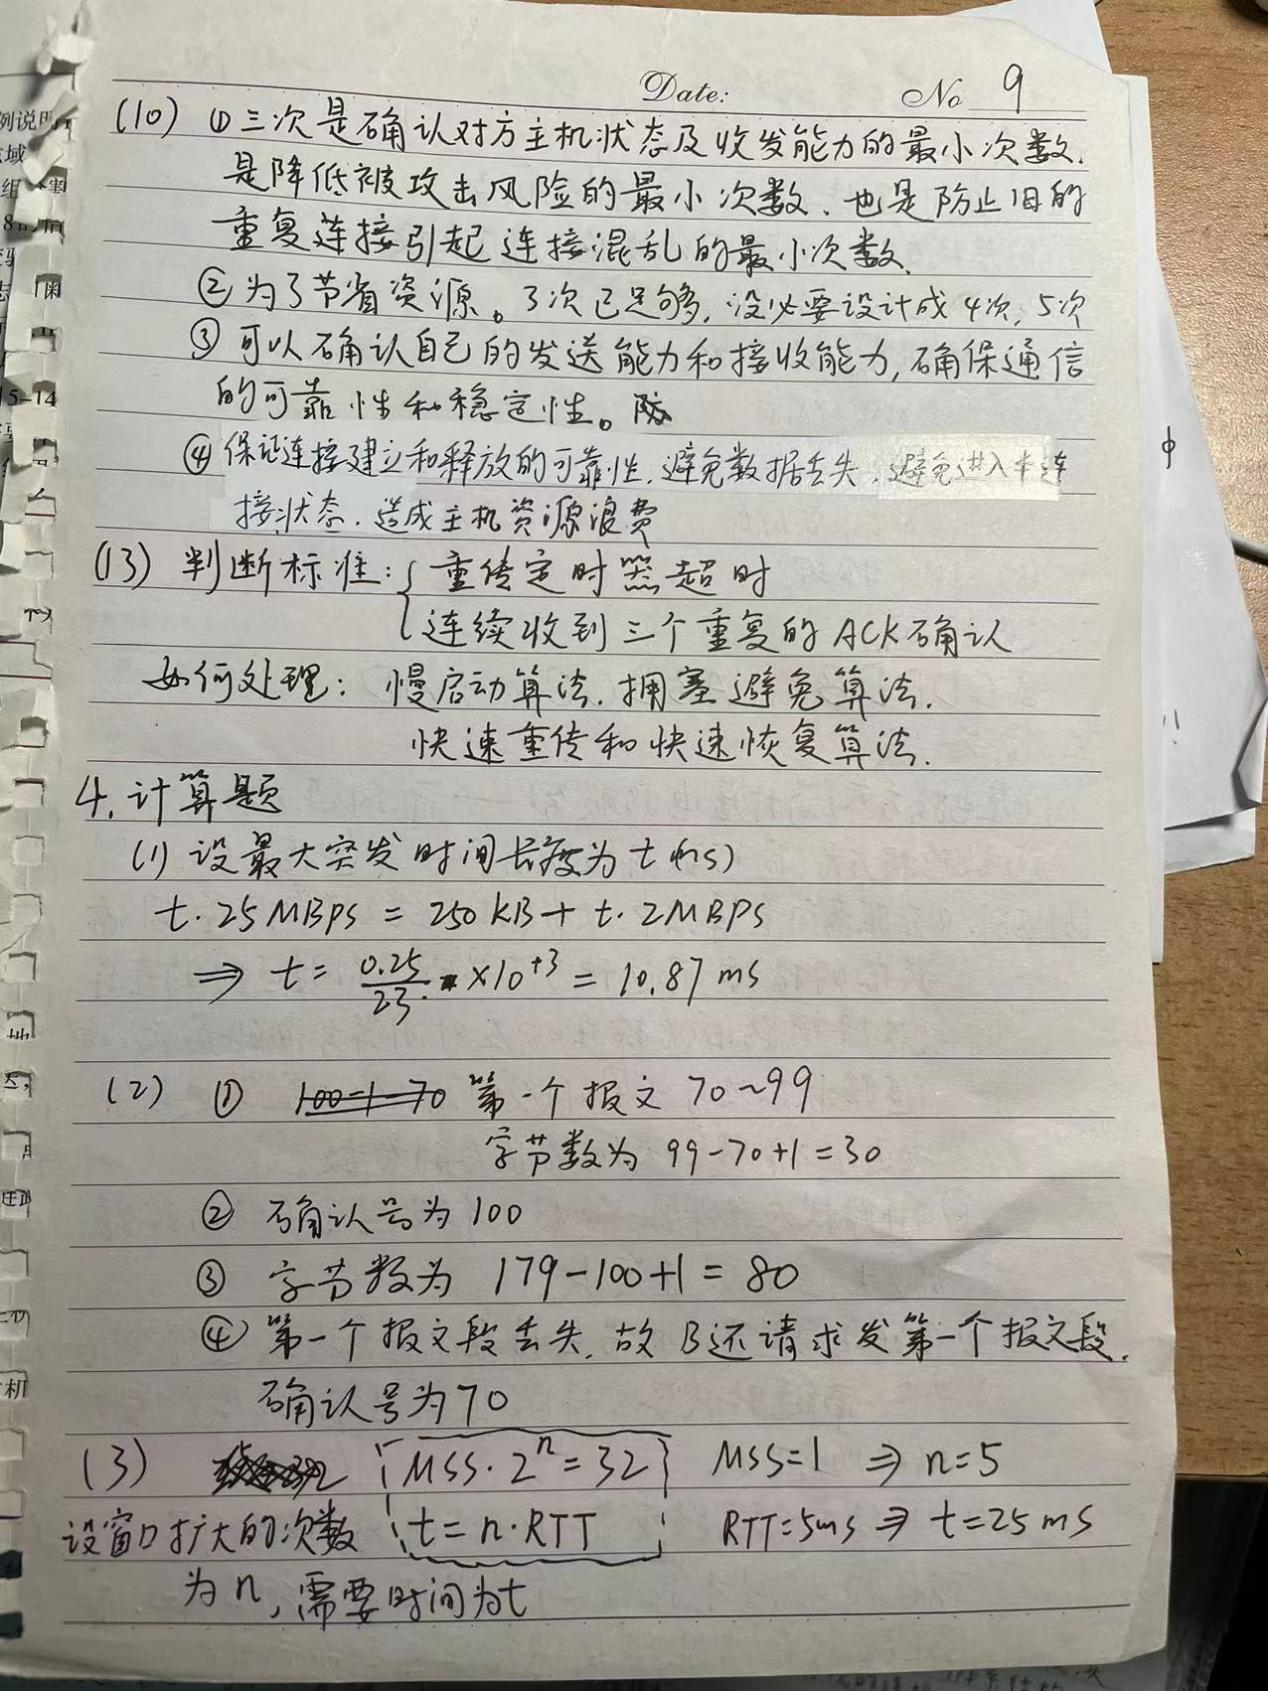 Date: No 9
(10) ①三次是确认对方主机状态及收发能力的最小次数,
是降低被攻击风险的最小次数、也是防止旧的
重复连接引起连接混乱的最小次数.
②为了节省资源。3次已足够,没必要设计成4次,5次
③可以确认自己的发送能力和接收能力,确保通信
的可靠性和稳定性。防
④保证连接建立和释放的可靠性,避免数据丢失,避免进入半连
接状态,造成主机资源浪费
(13) 判断标准:{重传定时器超时
连续收到三个重复的ACK确认
如何处理: 慢启动算法.拥塞避免算法.
快速重传和快速恢复算法.
4.计算题
(1) 设最大突发时间长度为t(ms)
t·25MBPS = 250KB + t·2MBPS
⇒ t= 0.25/23 ×10⁺³ = 10.87ms
(2) ① 100-1-70 第一个报文 70~99
字节数为 99-70+1=30
② 确认号为 100
③ 字节数为 179-100+1=80
④ 第一个报文段丢失.故B还请求发第一个报文段.
确认号为70
(3) MSS·2ⁿ=32 MSS=1 ⇒ n=5
设窗口扩大的次数 t=n·RTT RTT=5ms ⇒ t=25ms
为n,需要时间为t
例说明
域
组
5-14
地
机